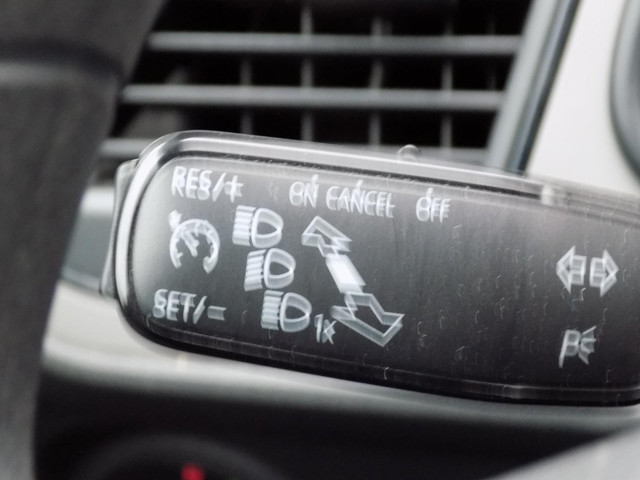 RES/+
ON CANCEL OFF
SET/-
1x
P